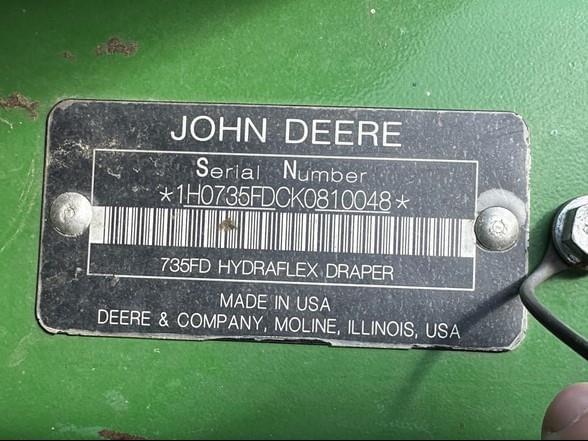 JOHN DEERE
Serial Number
*1H0735FDCK0810048*
735FD HYDRAFLEX DRAPER
MADE IN USA
DEERE & COMPANY, MOLINE, ILLINOIS, USA